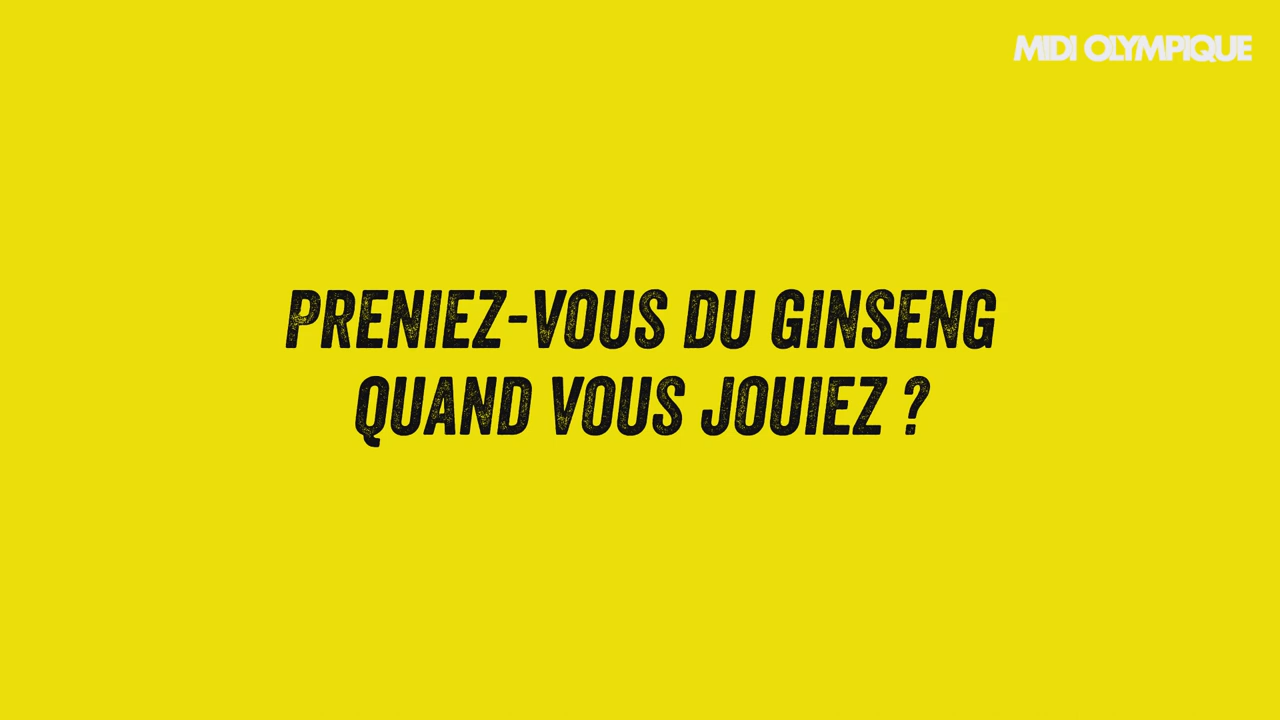 MIDI OLYMPIQUE
PRENIEZ-VOUS DU GINSENG
QUAND VOUS JOUIEZ ?